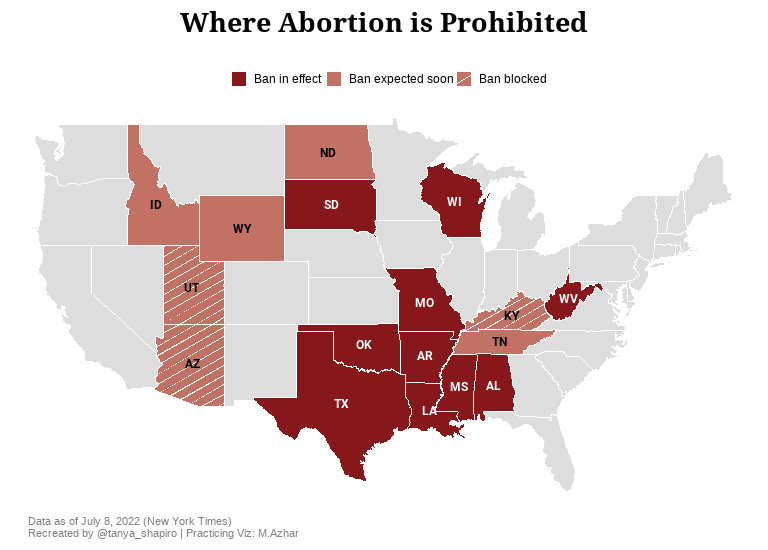 Where Abortion is Prohibited
Ban in effect
Ban expected soon
Ban blocked
ND
ID
SD
WI
WY
UT
WV
MO
KY
TN
OK
AR
AZ
MS
AL
TX
LA
Data as of July 8, 2022 (New York Times)
Recreated by @tanya_shapiro | Practicing Viz: M.Azhar